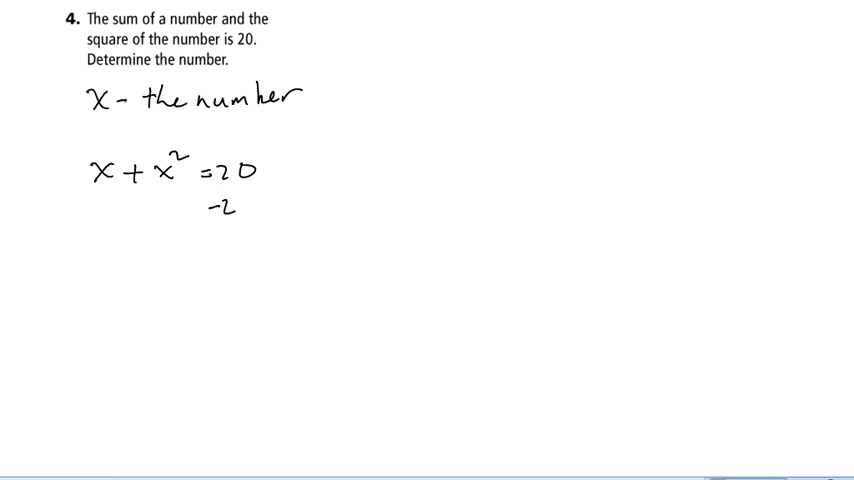 4. The sum of a number and the
square of the number is 20.
Determine the number.
x - the number
x + x² = 20
-2